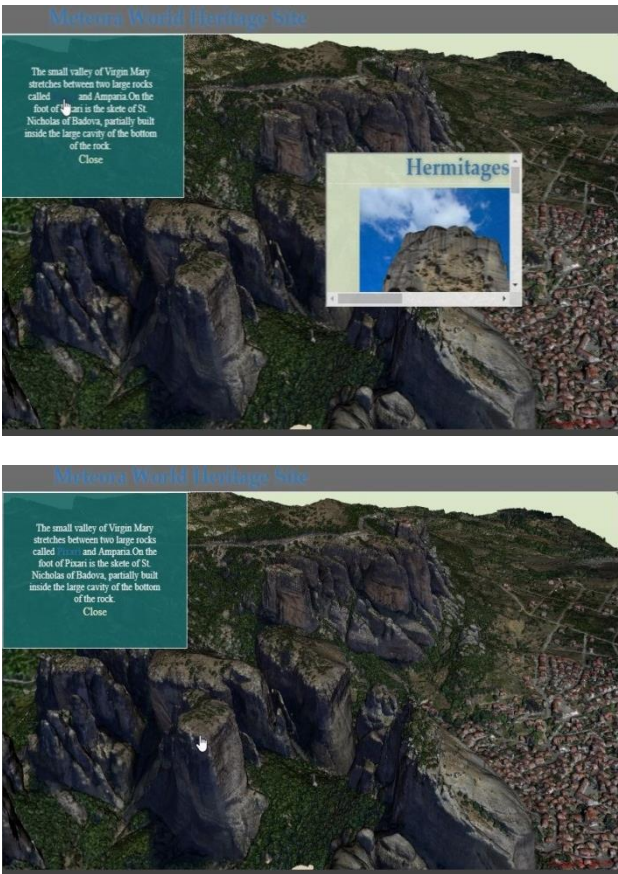 Meteora World Heritage Site
The small valley of Virgin Mary
stretches between two large rocks
called and Amparia.On the
foot of Pixari is the skete of St.
Nicholas of Badova, partially built
inside the large cavity of the bottom
of the rock.
Close
Hermitages
Meteora World Heritage Site
The small valley of Virgin Mary
stretches between two large rocks
called Pixari and Amparia.On the
foot of Pixari is the skete of St.
Nicholas of Badova, partially built
inside the large cavity of the bottom
of the rock.
Close